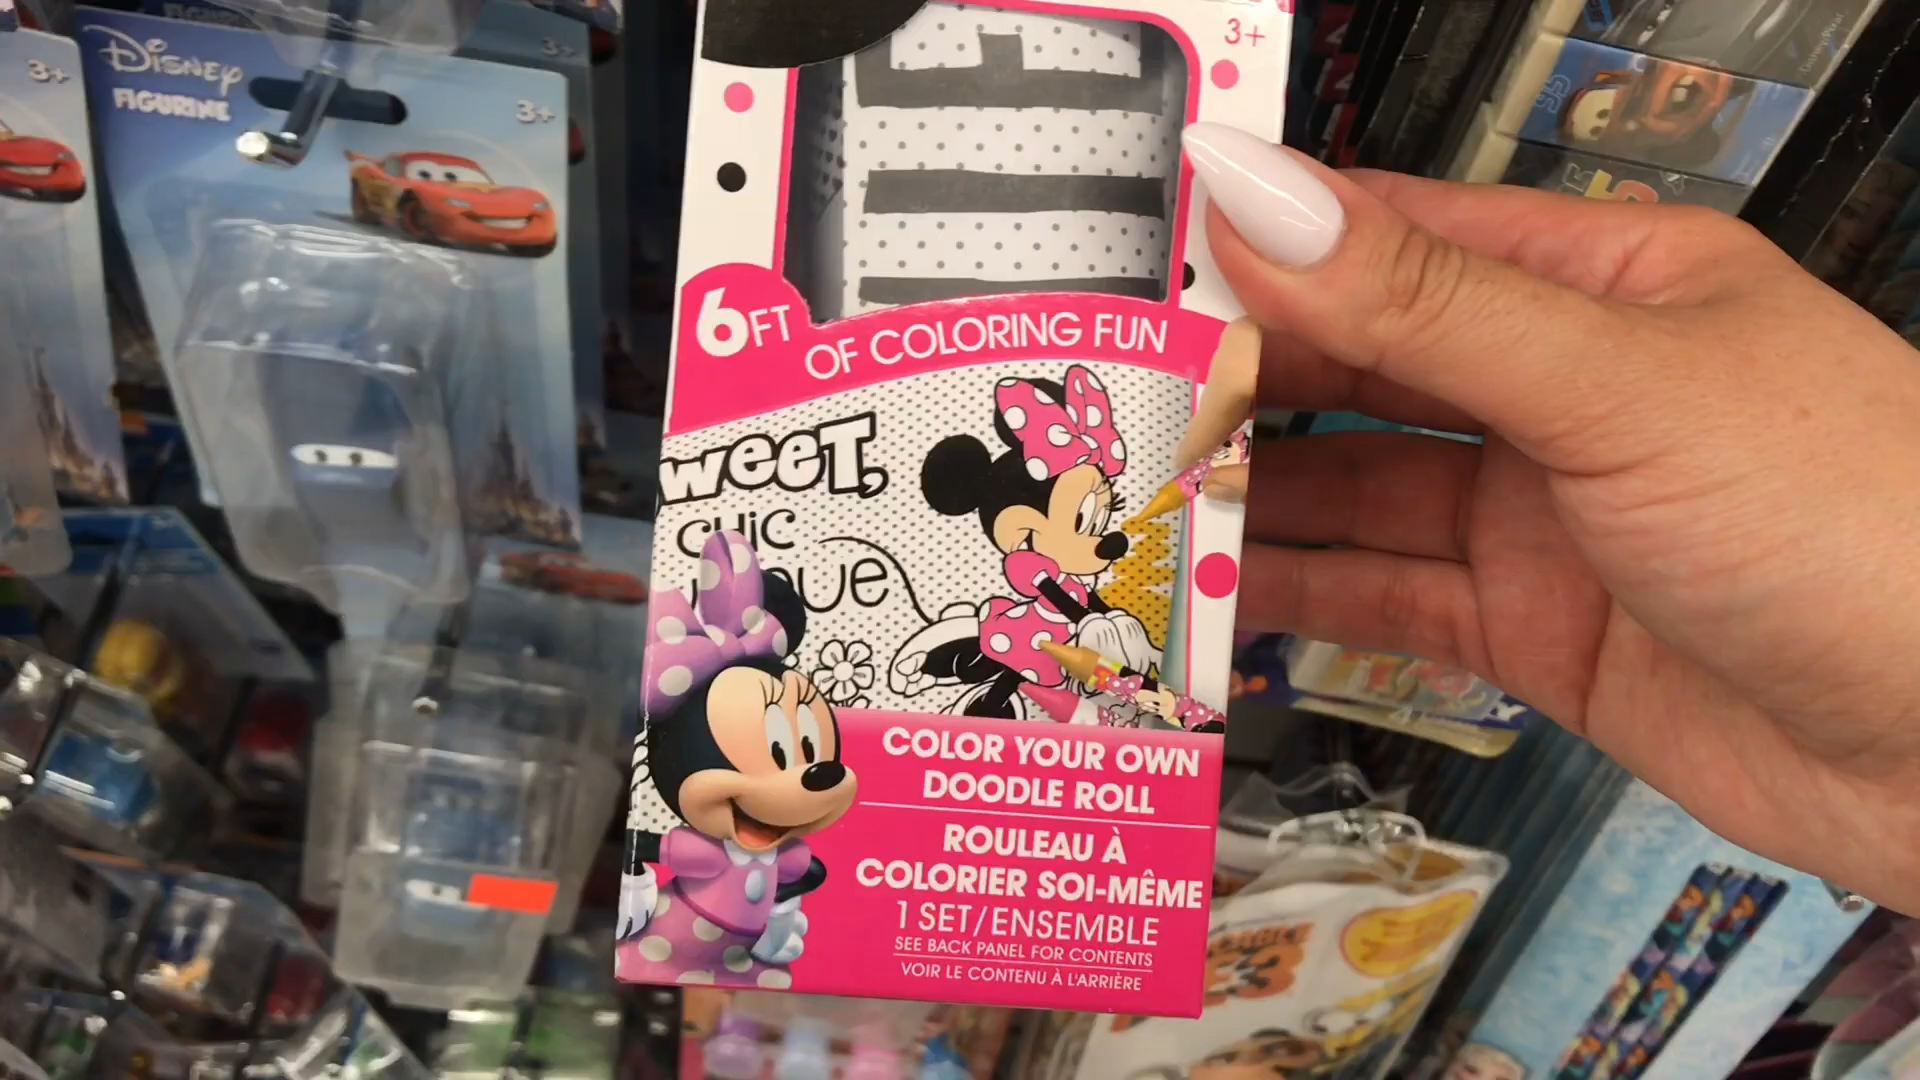 3+
DISNEY
FIGURINE
3+
3+
6FT
OF COLORING FUN
WEET,
CHIC
UE
COLOR YOUR OWN
DOODLE ROLL
ROULEAU À
COLORIER SOI-MÊME
1 SET/ENSEMBLE
SEE BACK PANEL FOR CONTENTS
VOIR LE CONTENU À L'ARRIÈRE